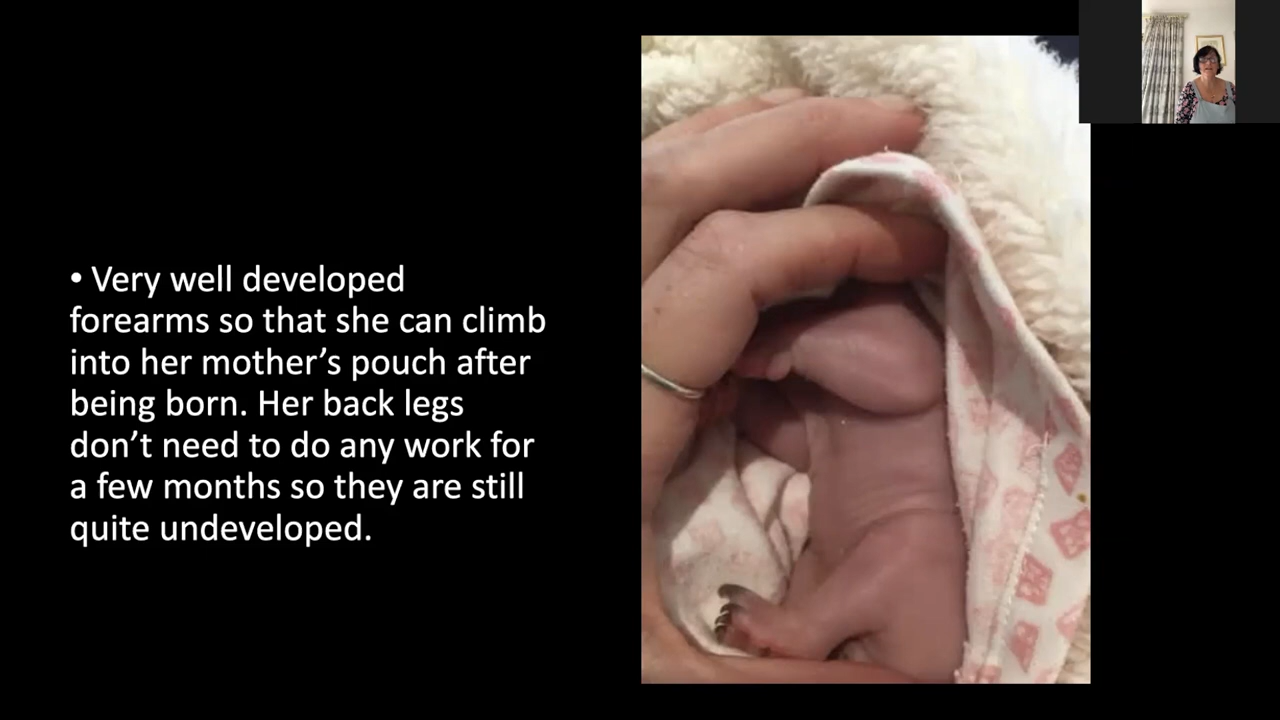 • Very well developed
forearms so that she can climb
into her mother’s pouch after
being born. Her back legs
don’t need to do any work for
a few months so they are still
quite undeveloped.